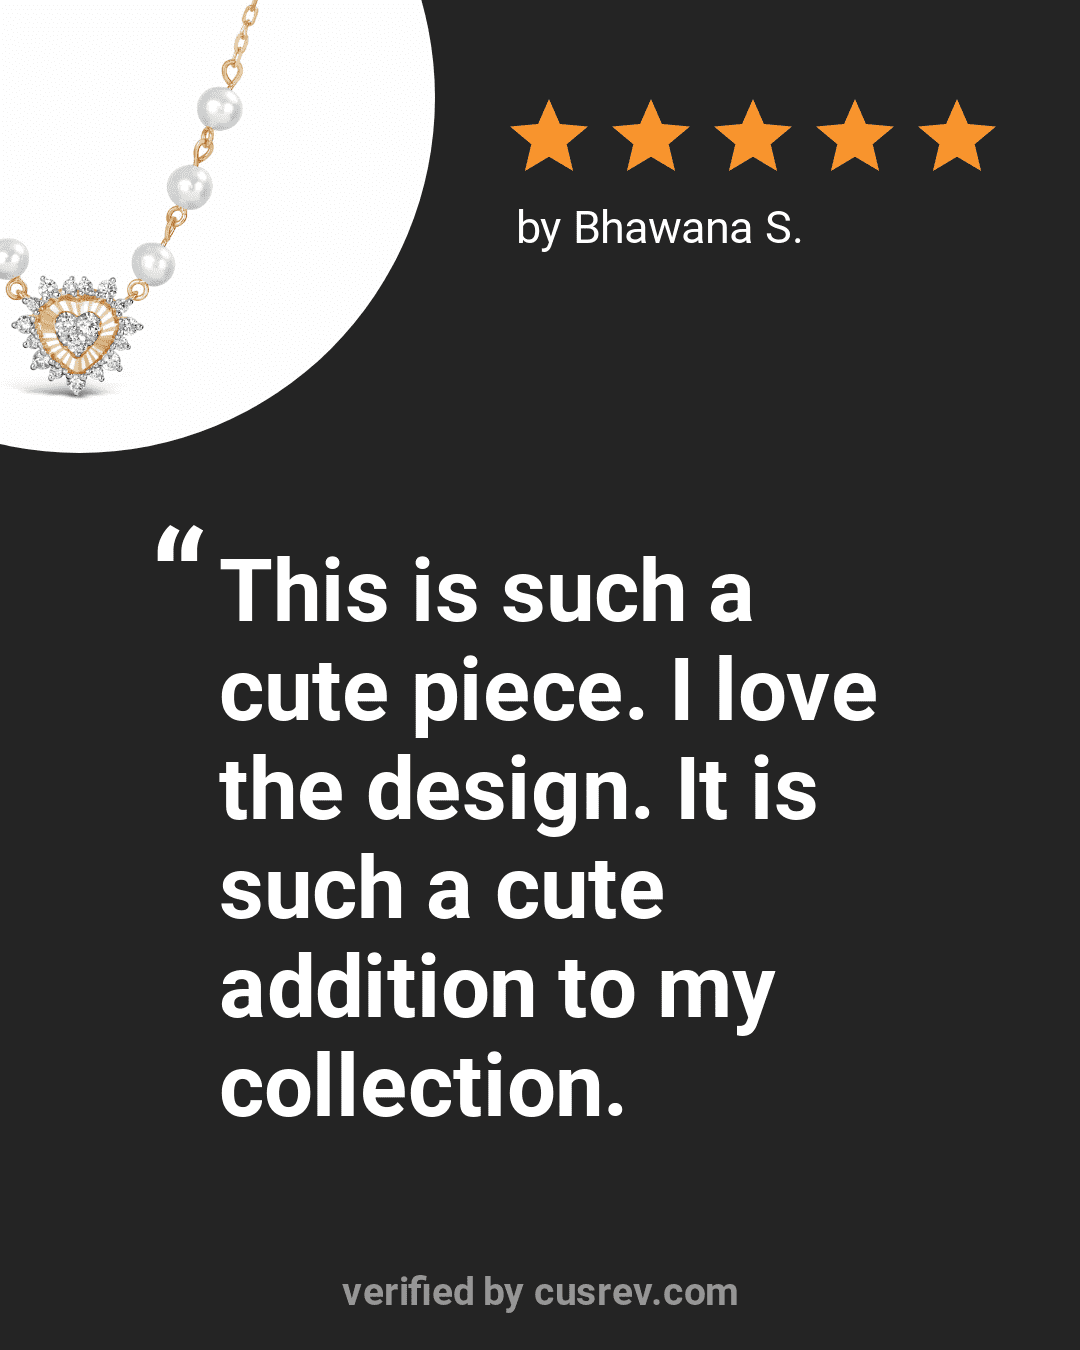 by Bhawana S.
“This is such a
cute piece. I love
the design. It is
such a cute
addition to my
collection.
verified by cusrev.com